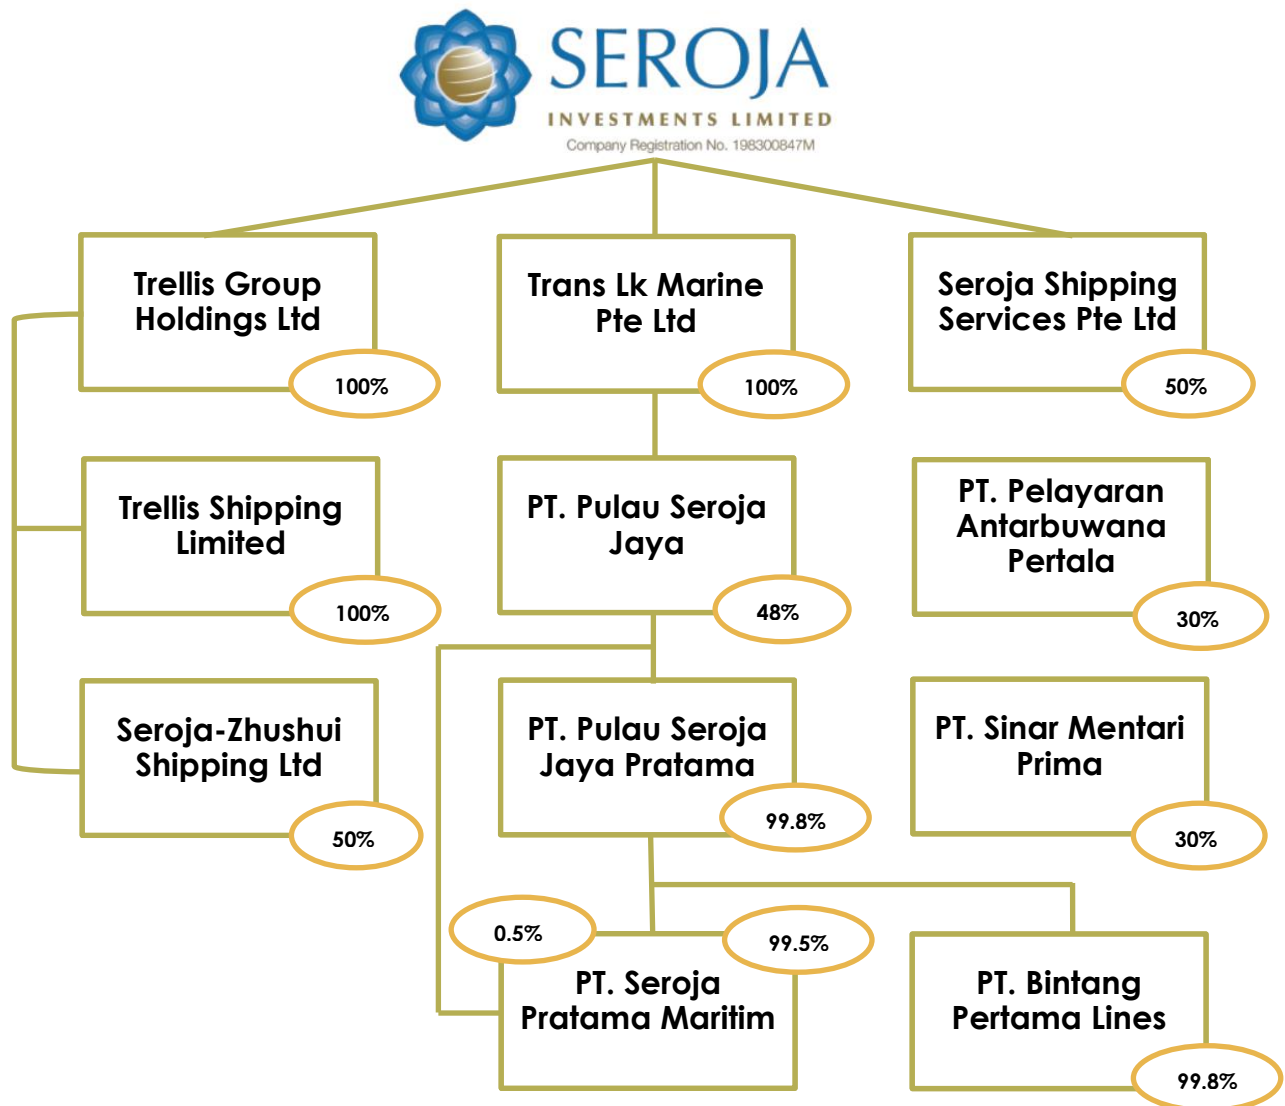 SEROJA
INVESTMENTS LIMITED
Company Registration No. 198300847M
Trellis Group
Holdings Ltd
100%
Trans Lk Marine
Pte Ltd
100%
Seroja Shipping
Services Pte Ltd
50%
Trellis Shipping
Limited
100%
PT. Pulau Seroja
Jaya
48%
PT. Pelayaran
Antarbuwana
Pertala
30%
Seroja-Zhushui
Shipping Ltd
50%
PT. Pulau Seroja
Jaya Pratama
99.8%
PT. Sinar Mentari
Prima
30%
0.5%
99.5%
PT. Seroja
Pratama Maritim
PT. Bintang
Pertama Lines
99.8%